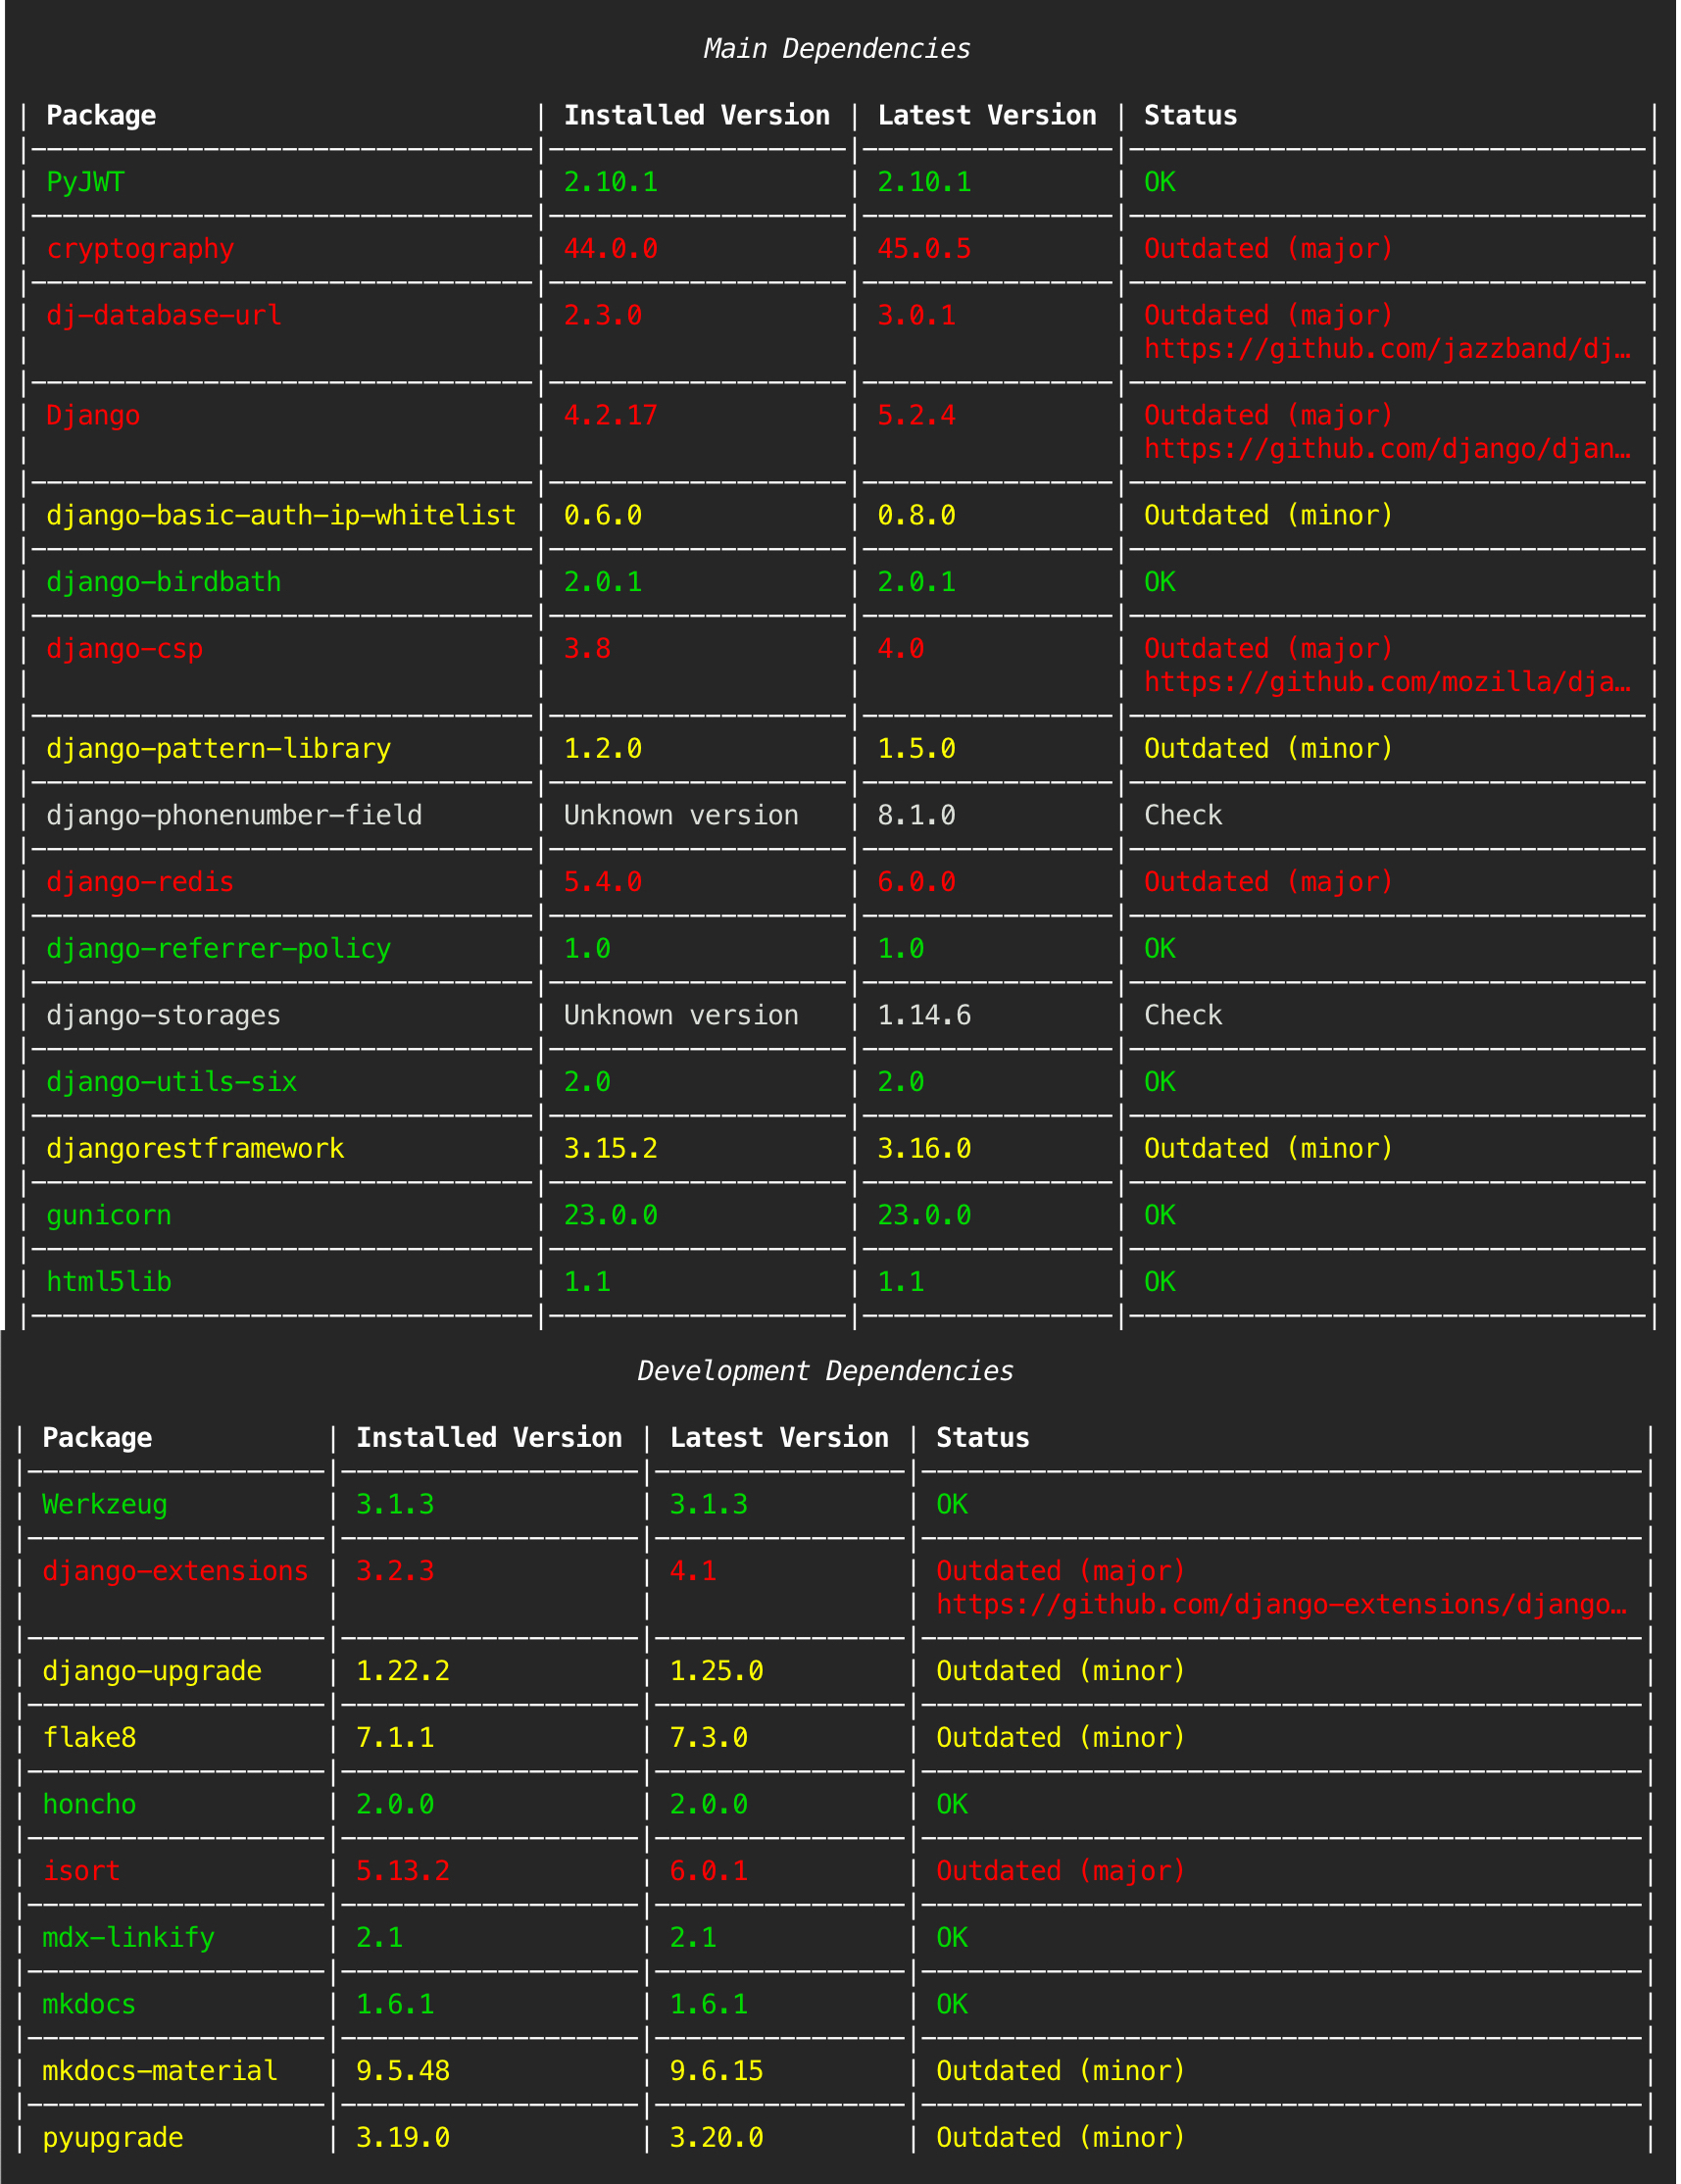 Main Dependencies
| Package | Installed Version | Latest Version | Status |
| PyJWT | 2.10.1 | 2.10.1 | OK |
| cryptography | 44.0.0 | 45.0.5 | Outdated (major) |
| dj-database-url | 2.3.0 | 3.0.1 | Outdated (major) |
| | | | https://github.com/jazzband/dj… |
| Django | 4.2.17 | 5.2.4 | Outdated (major) |
| | | | https://github.com/django/djan… |
| django-basic-auth-ip-whitelist | 0.6.0 | 0.8.0 | Outdated (minor) |
| django-birdbath | 2.0.1 | 2.0.1 | OK |
| django-csp | 3.8 | 4.0 | Outdated (major) |
| | | | https://github.com/mozilla/dja… |
| django-pattern-library | 1.2.0 | 1.5.0 | Outdated (minor) |
| django-phonenumber-field | Unknown version | 8.1.0 | Check |
| django-redis | 5.4.0 | 6.0.0 | Outdated (major) |
| django-referrer-policy | 1.0 | 1.0 | OK |
| django-storages | Unknown version | 1.14.6 | Check |
| django-utils-six | 2.0 | 2.0 | OK |
| djangorestframework | 3.15.2 | 3.16.0 | Outdated (minor) |
| gunicorn | 23.0.0 | 23.0.0 | OK |
| html5lib | 1.1 | 1.1 | OK |
Development Dependencies
| Package | Installed Version | Latest Version | Status |
| Werkzeug | 3.1.3 | 3.1.3 | OK |
| django-extensions | 3.2.3 | 4.1 | Outdated (major) |
| | | | https://github.com/django-extensions/django… |
| django-upgrade | 1.22.2 | 1.25.0 | Outdated (minor) |
| flake8 | 7.1.1 | 7.3.0 | Outdated (minor) |
| honcho | 2.0.0 | 2.0.0 | OK |
| isort | 5.13.2 | 6.0.1 | Outdated (major) |
| mdx-linkify | 2.1 | 2.1 | OK |
| mkdocs | 1.6.1 | 1.6.1 | OK |
| mkdocs-material | 9.5.48 | 9.6.15 | Outdated (minor) |
| pyupgrade | 3.19.0 | 3.20.0 | Outdated (minor) |